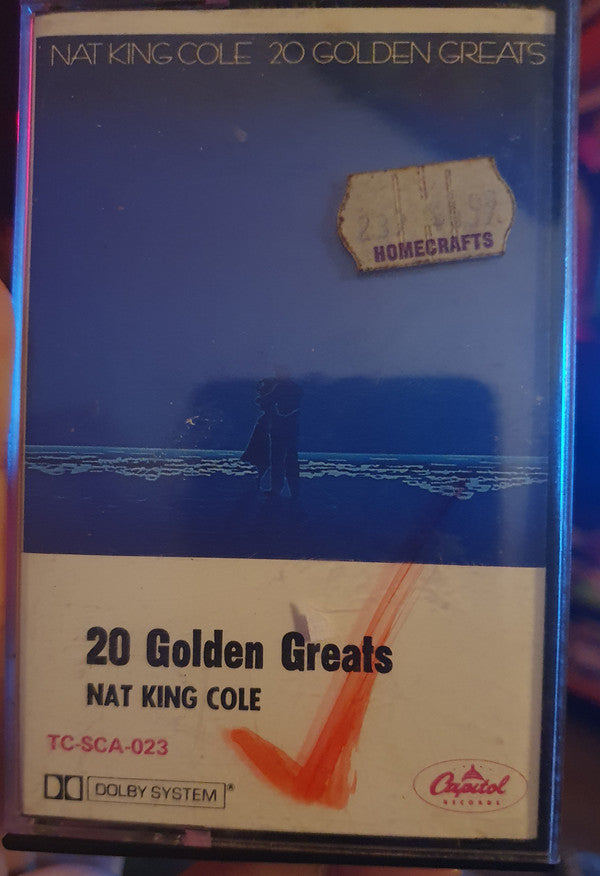 NAT KING COLE 20 GOLDEN GREATS
HOMECRAFTS
20 Golden Greats
NAT KING COLE
TC-SCA-023
DOLBY SYSTEM®
Capitol
RECORDS